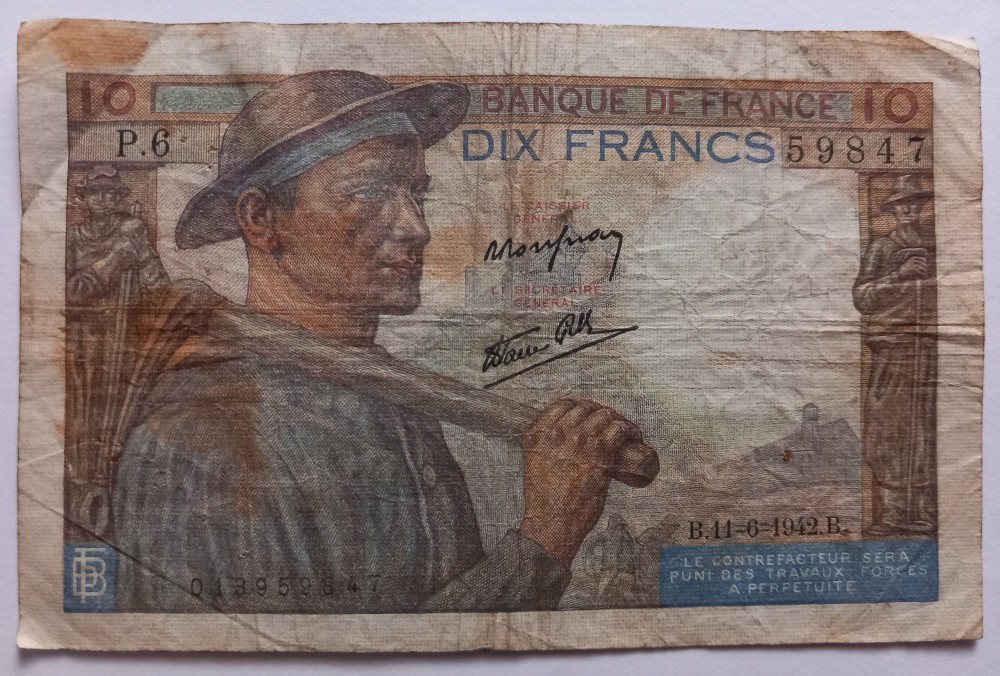 10 BANQUE DE FRANCE 10
P.6 DIX FRANCS 59847
LE CAISSIER
GÉNÉRAL
LE SECRÉTAIRE
GÉNÉRAL
B.11=6=1942.B.
LE CONTREFACTEUR SERA
PUNI DES TRAVAUX FORCÉS
A PERPÉTUITÉ
013959847